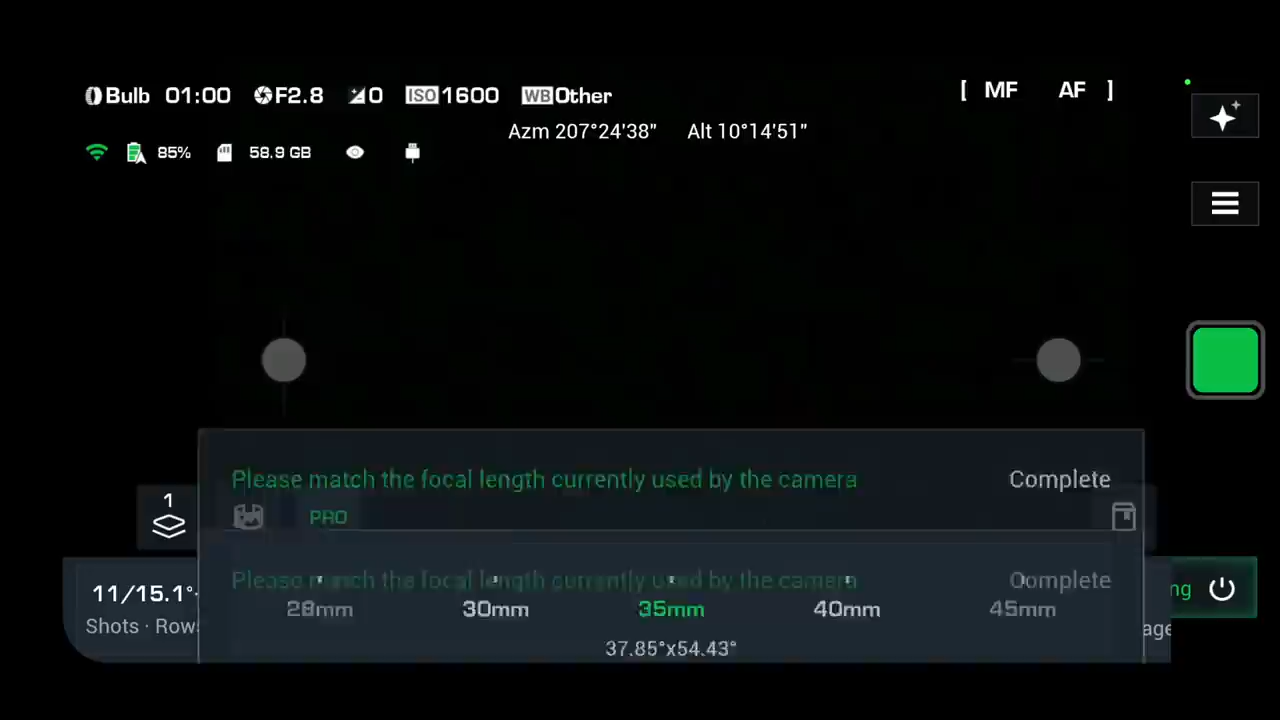 Bulb 01:00 F2.8 0 ISO 1600 WB Other [ MF AF ]
Azm 207°24'38" Alt 10°14'51"
85% 58.9 GB
Please match the focal length currently used by the camera Complete
1
PRO
Please match the focal length currently used by the camera Complete
11/15.1°
28mm 30mm 35mm 40mm 45mm
Shots · Row
37.85°x54.43°